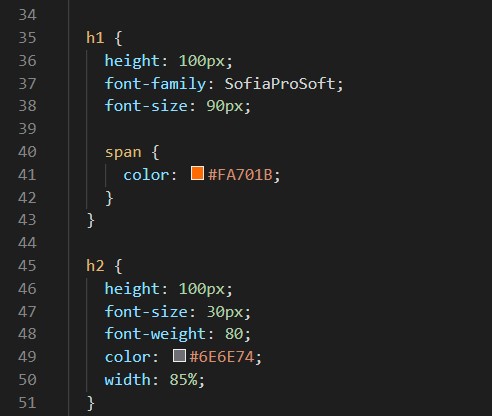 34
35 h1 {
36 height: 100px;
37 font-family: SofiaProSoft;
38 font-size: 90px;
39
40 span {
41 color: #FA701B;
42 }
43 }
44
45 h2 {
46 height: 100px;
47 font-size: 30px;
48 font-weight: 80;
49 color: #6E6E74;
50 width: 85%;
51 }